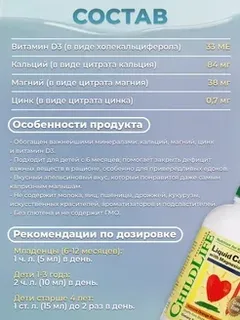 СОСТАВ
Витамин D3 (в виде холекальциферола) 33 МЕ
Кальций (в виде цитрата кальция) 84 мг
Магний (в виде цитрата магния) 38 мг
Цинк (в виде цитрата цинка) 0,7 мг
Особенности продукта
- Обогащен важнейшими минералами: кальций, магний, цинк
и витамин D3.
- Подходит для детей с 6 месяцев, помогает закрыть дефицит
важных веществ в рационе, особенно для привередливых едоков.
- Вкусный апельсиновый вкус, который понравится даже самым
капризным малышам.
- Не содержит молока, яиц, пшеницы, дрожжей, кукурузы,
искусственных красителей, ароматизаторов и подсластителей.
- Без глютена и не содержит ГМО.
Рекомендации по дозировке
Младенцы (6-12 месяцев):
1 ч. л. (5 мл) в день.
Дети 1-3 года:
2 ч. л. (10 мл) в день.
Дети старше 4 лет:
1 ст. л. (15 мл) до 2 раз в день.
CHILDLIFE
Liquid